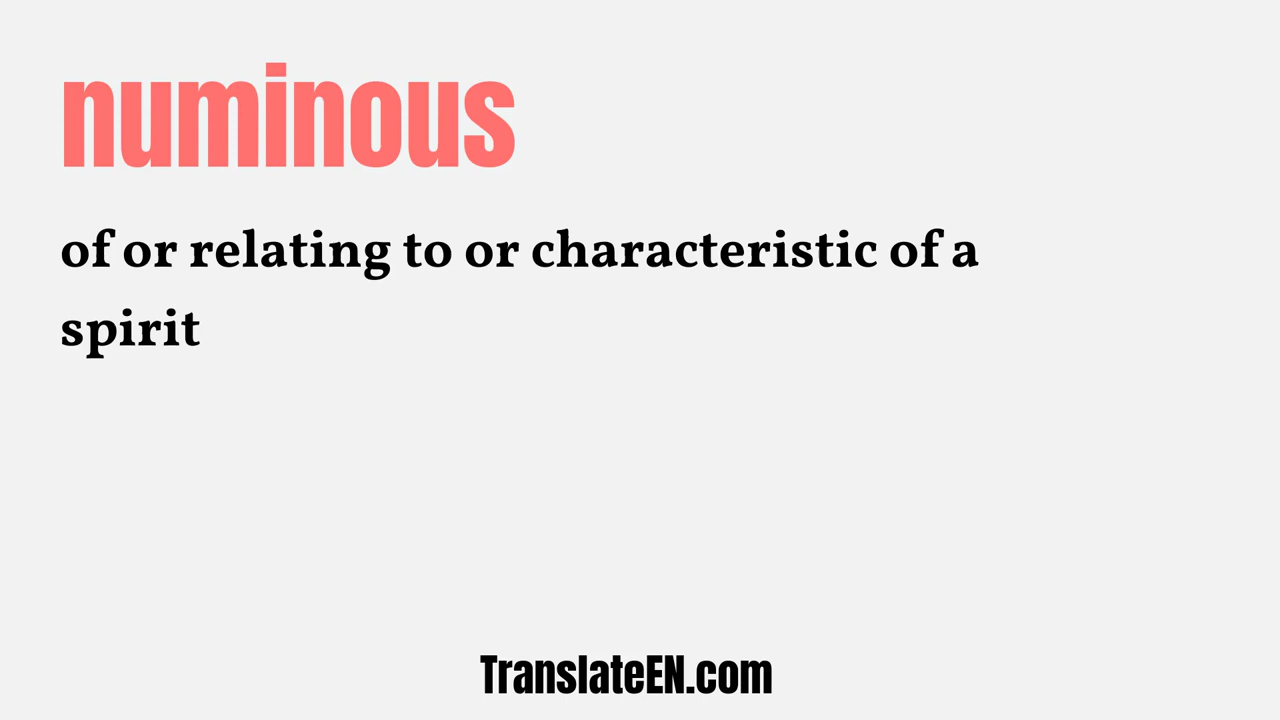 numinous
of or relating to or characteristic of a
spirit
TranslateEN.com